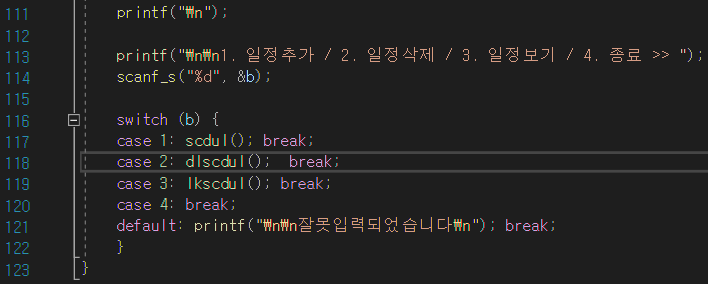 111 printf("₩n");
112
113 printf("₩n₩n1. 일정추가 / 2. 일정삭제 / 3. 일정보기 / 4. 종료 >> ");
114 scanf_s("%d", &b);
115
116 switch (b) {
117 case 1: scdul(); break;
118 case 2: dlscdul();  break;
119 case 3: lkscdul(); break;
120 case 4: break;
121 default: printf("₩n₩n잘못입력되었습니다₩n"); break;
122 }
123 }